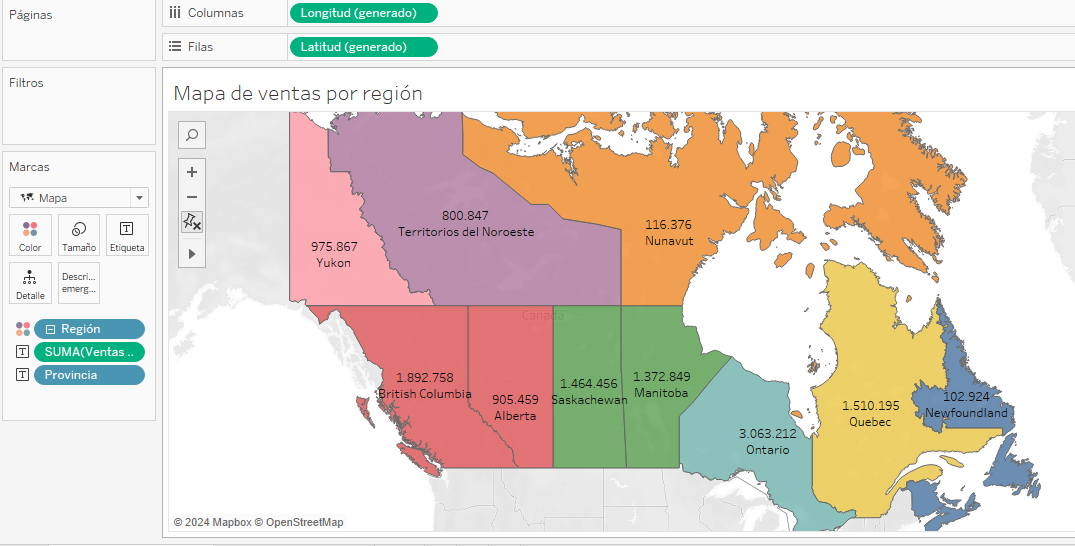 Páginas
Columnas
Longitud (generado)
Filas
Latitud (generado)
Filtros
Marcas
Mapa
Color
Tamaño
Etiqueta
Detalle
Descri...
emerg...
Región
SUMA(Ventas ..
Provincia
Mapa de ventas por región
800.847
Territorios del Noroeste
116.376
Nunavut
975.867
Yukon
Canadá
1.892.758
British Columbia
905.459
Alberta
1.464.456
Saskachewan
1.372.849
Manitoba
3.063.212
Ontario
1.510.195
Quebec
102.924
Newfoundland
© 2024 Mapbox © OpenStreetMap